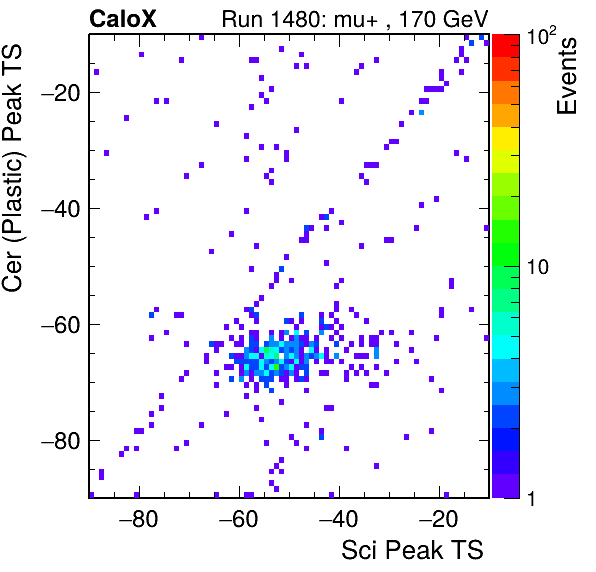 CaloX Run 1480: mu+ , 170 GeV
Cer (Plastic) Peak TS
−20
−40
−60
−80
−80 −60 −40 −20
Sci Peak TS
10²
10
1
Events